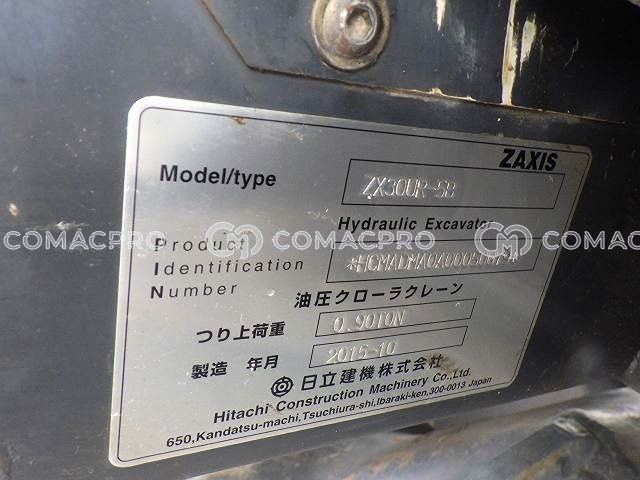 ZAXIS
Model/type ZX30UR-5B
Hydraulic Excavator
COMACPRO COMACPRO COMACPRO
Product
Identification
Number
油圧クローラクレーン
つり上荷重 0.90TON
製造 年月 2015-10
日立建機株式会社
Hitachi Construction Machinery Co.,Ltd.
650,Kandatsu-machi,Tsuchiura-shi,Ibaraki-ken,300-0013 Japan